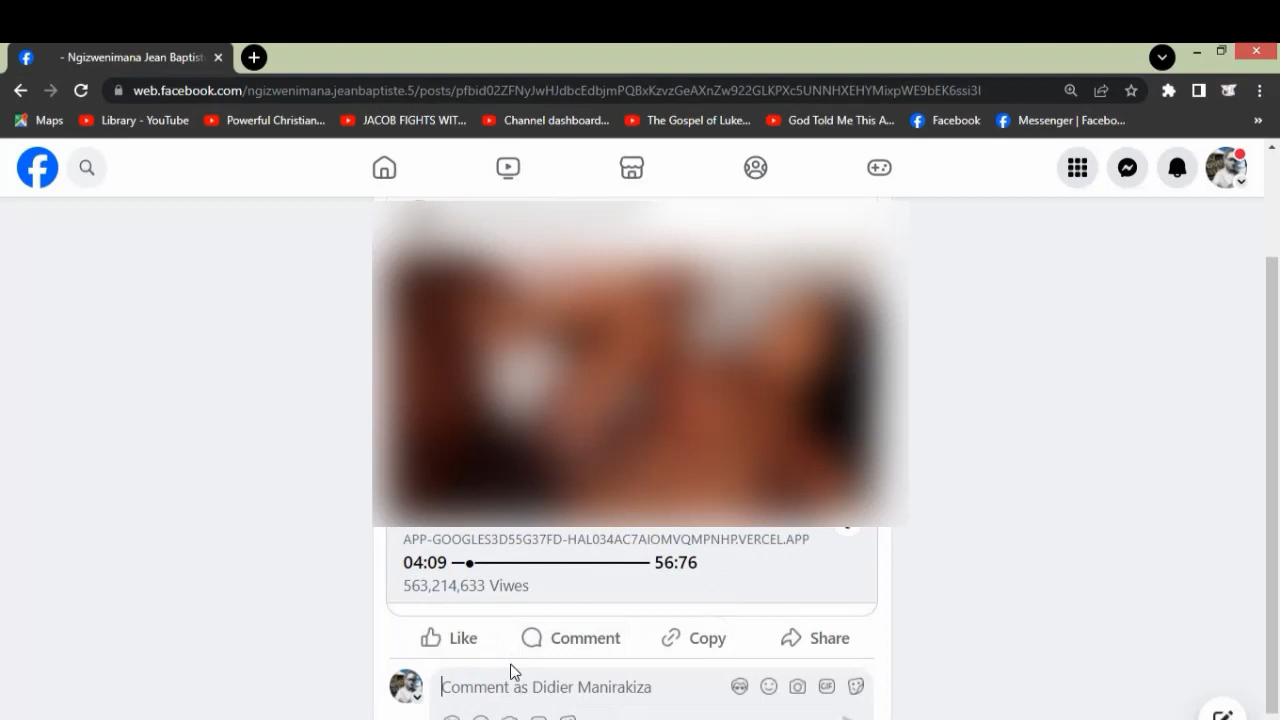 - Ngizwenimana Jean Baptist
web.facebook.com/ngizwenimana.jeanbaptiste.5/posts/pfbid02ZFNyJwHJdbcEdbjmPQBxKzvzGeAXnZw922GLKPXc5UNNHXEHYMixpWE9bEK6ssi3l
Maps Library - YouTube Powerful Christian... JACOB FIGHTS WIT... Channel dashboard... The Gospel of Luke... God Told Me This A... Facebook Messenger | Facebo... »
APP-GOOGLES3D55G37FD-HAL034AC7AIOMVQMPNHP.VERCEL.APP
04:09 56:76
563,214,633 Viwes
Like Comment Copy Share
Comment as Didier Manirakiza GIF